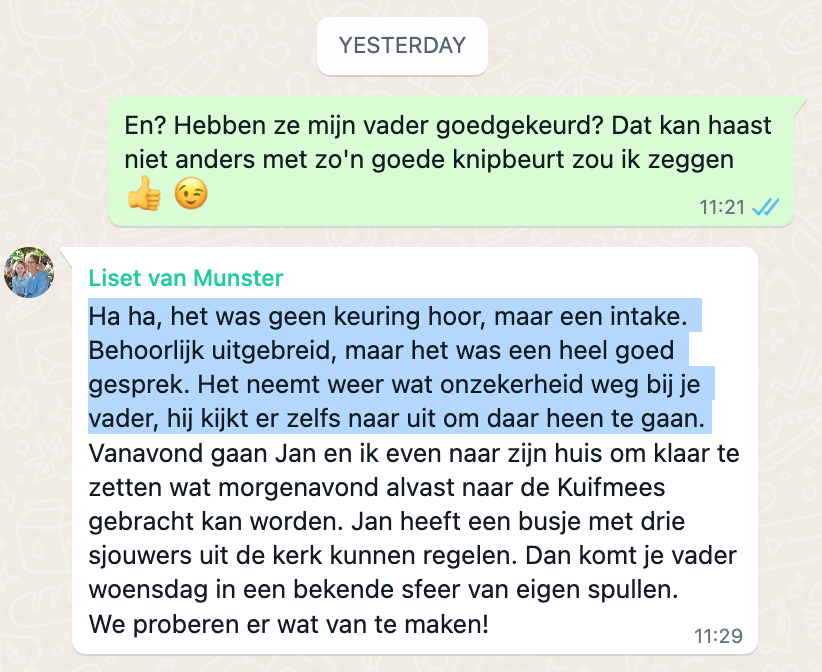 YESTERDAY
En? Hebben ze mijn vader goedgekeurd? Dat kan haast
niet anders met zo'n goede knipbeurt zou ik zeggen
👍 😉
11:21
Liset van Munster
Ha ha, het was geen keuring hoor, maar een intake.
Behoorlijk uitgebreid, maar het was een heel goed
gesprek. Het neemt weer wat onzekerheid weg bij je
vader, hij kijkt er zelfs naar uit om daar heen te gaan.
Vanavond gaan Jan en ik even naar zijn huis om klaar te
zetten wat morgenavond alvast naar de Kuifmees
gebracht kan worden. Jan heeft een busje met drie
sjouwers uit de kerk kunnen regelen. Dan komt je vader
woensdag in een bekende sfeer van eigen spullen.
We proberen er wat van te maken!
11:29